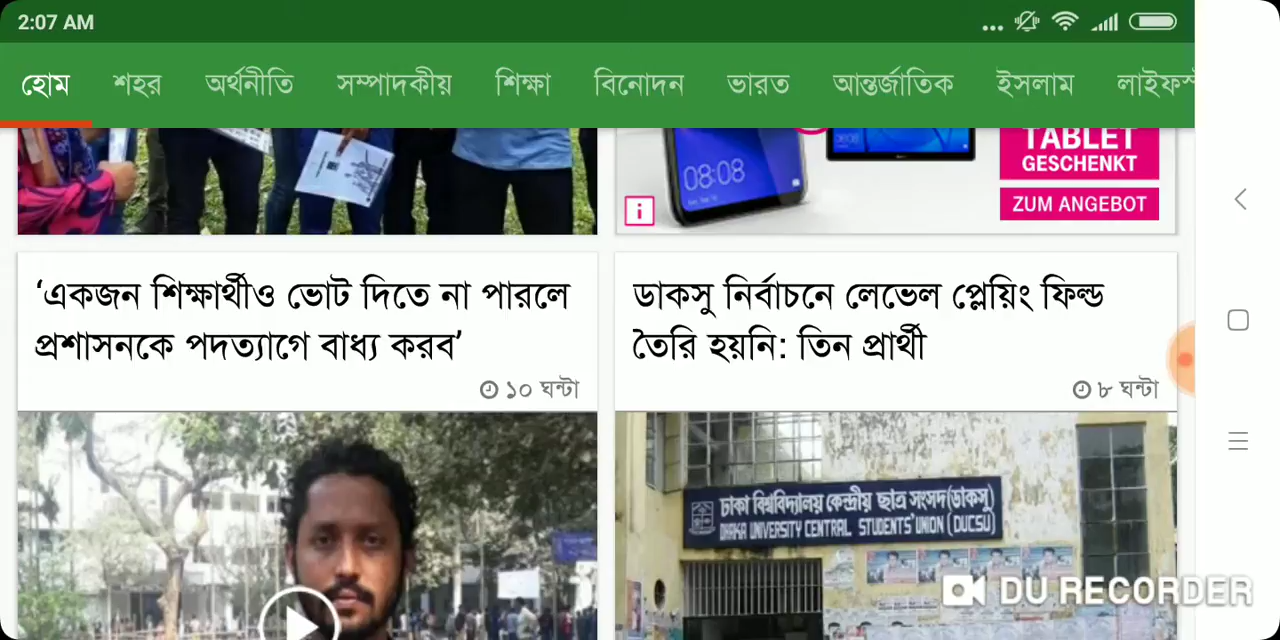 2:07 AM
হোম শহর অর্থনীতি সম্পাদকীয় শিক্ষা বিনোদন ভারত আন্তর্জাতিক ইসলাম লাইফস্
TABLET
GESCHENKT
08:08
ZUM ANGEBOT
‘একজন শিক্ষার্থীও ভোট দিতে না পারলে
প্রশাসনকে পদত্যাগে বাধ্য করব’
১০ ঘন্টা
ডাকসু নির্বাচনে লেভেল প্লেয়িং ফিল্ড
তৈরি হয়নি: তিন প্রার্থী
৮ ঘন্টা
ঢাকা বিশ্ববিদ্যালয় কেন্দ্রীয় ছাত্র সংসদ (ডাকসু)
DHAKA UNIVERSITY CENTRAL STUDENTS' UNION (DUCSU)
DU RECORDER